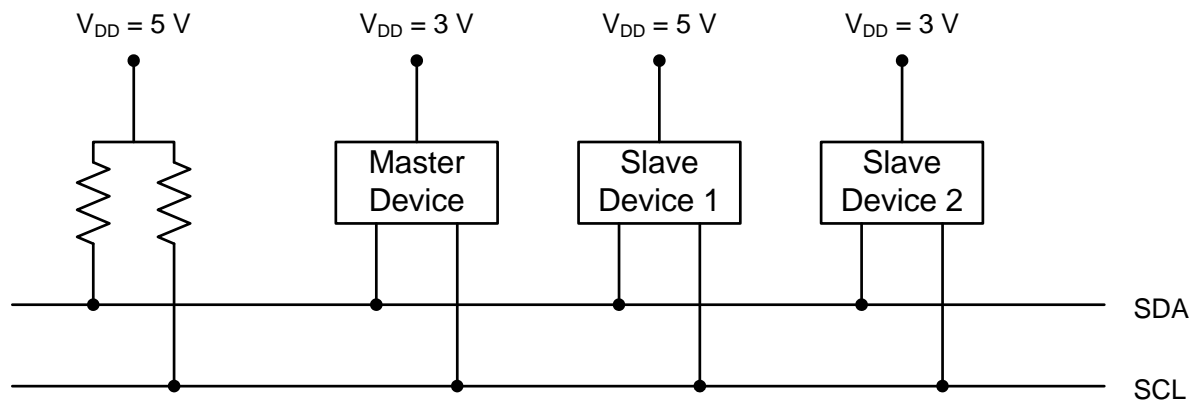 V_DD = 5 V
V_DD = 3 V
V_DD = 5 V
V_DD = 3 V
Master
Device
Slave
Device 1
Slave
Device 2
SDA
SCL